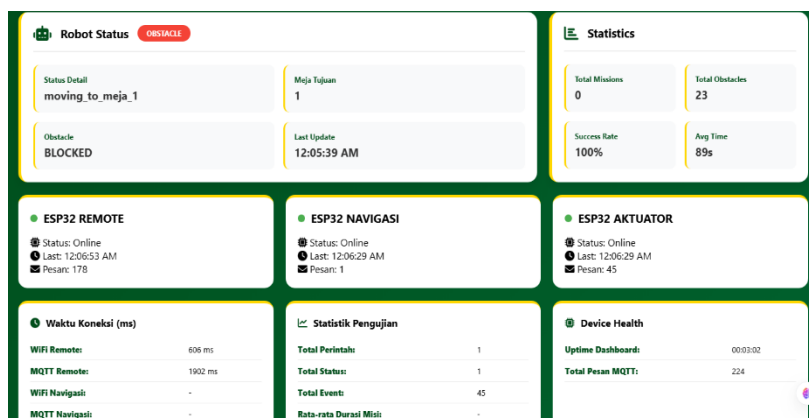 Robot Status OBSTACLE
Status Detail
moving_to_meja_1
Meja Tujuan
1
Obstacle
BLOCKED
Last Update
12:05:39 AM
Statistics
Total Missions
0
Total Obstacles
23
Success Rate
100%
Avg Time
89s
ESP32 REMOTE
Status: Online
Last: 12:06:53 AM
Pesan: 178
ESP32 NAVIGASI
Status: Online
Last: 12:06:29 AM
Pesan: 1
ESP32 AKTUATOR
Status: Online
Last: 12:06:29 AM
Pesan: 45
Waktu Koneksi (ms)
WiFi Remote: 606 ms
MQTT Remote: 1902 ms
WiFi Navigasi: -
MQTT Navigasi: -
Statistik Pengujian
Total Perintah: 1
Total Status: 1
Total Event: 45
Rata-rata Durasi Misi: -
Device Health
Uptime Dashboard: 00:03:02
Total Pesan MQTT: 224